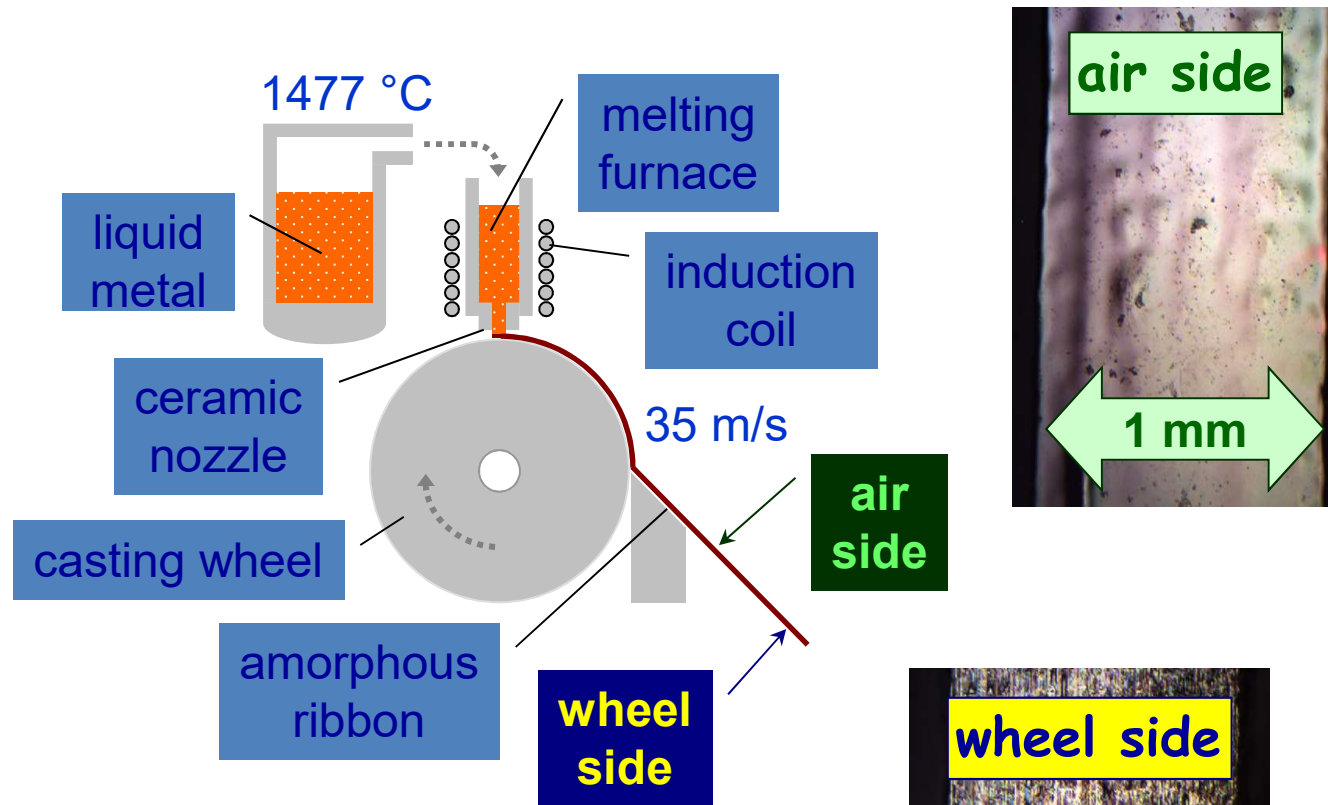 1477 °C
melting
furnace
liquid
metal
induction
coil
ceramic
nozzle
35 m/s
casting wheel
air
side
amorphous
ribbon
wheel
side
air side
1 mm
wheel side